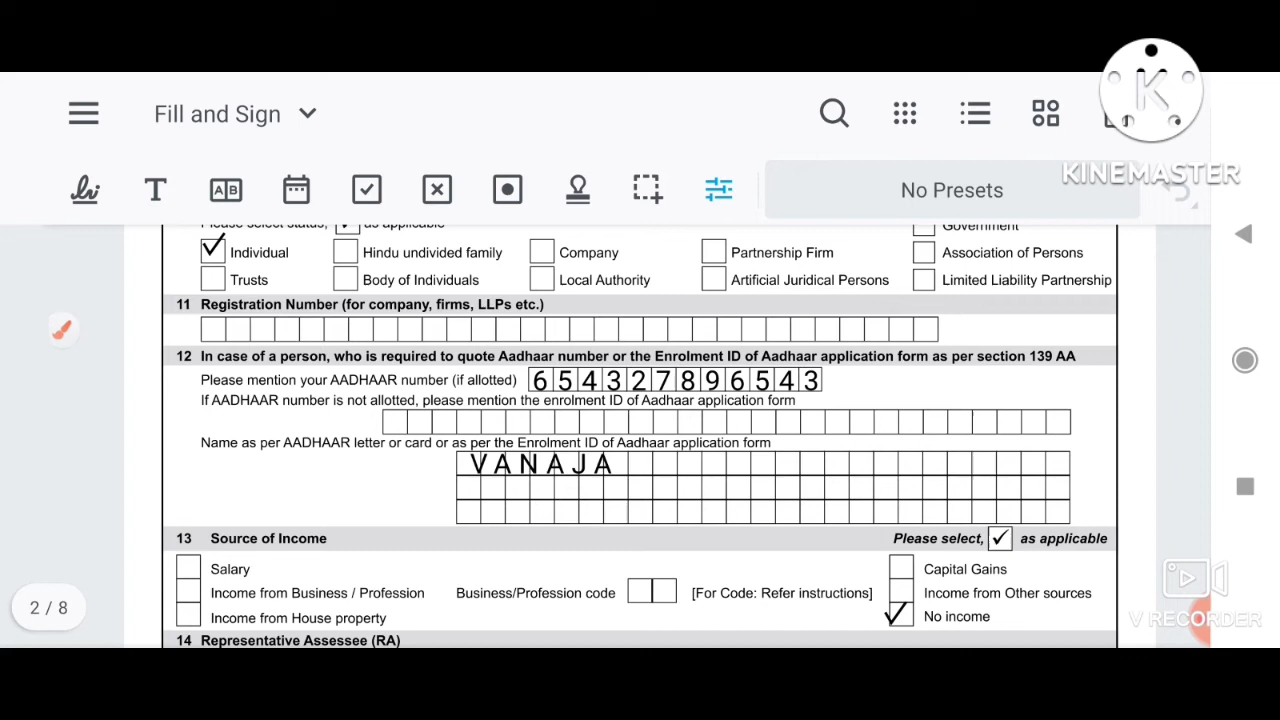 Fill and Sign
K
KINEMASTER
T AB No Presets
V RECORDER
Please select status, as applicable
Government
Individual Hindu undivided family Company Partnership Firm Association of Persons
Trusts Body of Individuals Local Authority Artificial Juridical Persons Limited Liability Partnership
11 Registration Number (for company, firms, LLPs etc.)
12 In case of a person, who is required to quote Aadhaar number or the Enrolment ID of Aadhaar application form as per section 139 AA
Please mention your AADHAAR number (if allotted) 654327896543
If AADHAAR number is not allotted, please mention the enrolment ID of Aadhaar application form
Name as per AADHAAR letter or card or as per the Enrolment ID of Aadhaar application form
VANAJA
13 Source of Income Please select, as applicable
Salary Capital Gains
Income from Business / Profession Business/Profession code [For Code: Refer instructions] Income from Other sources
Income from House property No income
2 / 8
14 Representative Assessee (RA)